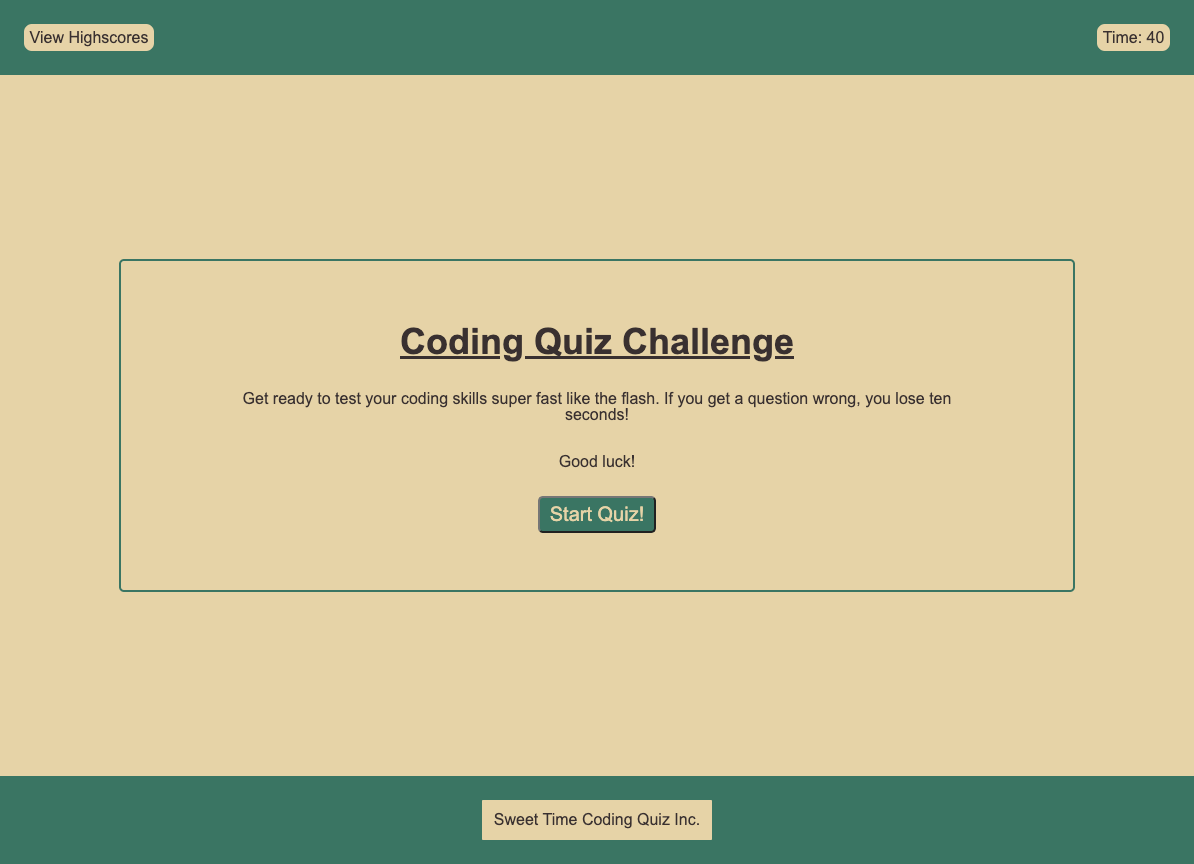 View Highscores
Time: 40
Coding Quiz Challenge
Get ready to test your coding skills super fast like the flash. If you get a question wrong, you lose ten
seconds!
Good luck!
Start Quiz!
Sweet Time Coding Quiz Inc.